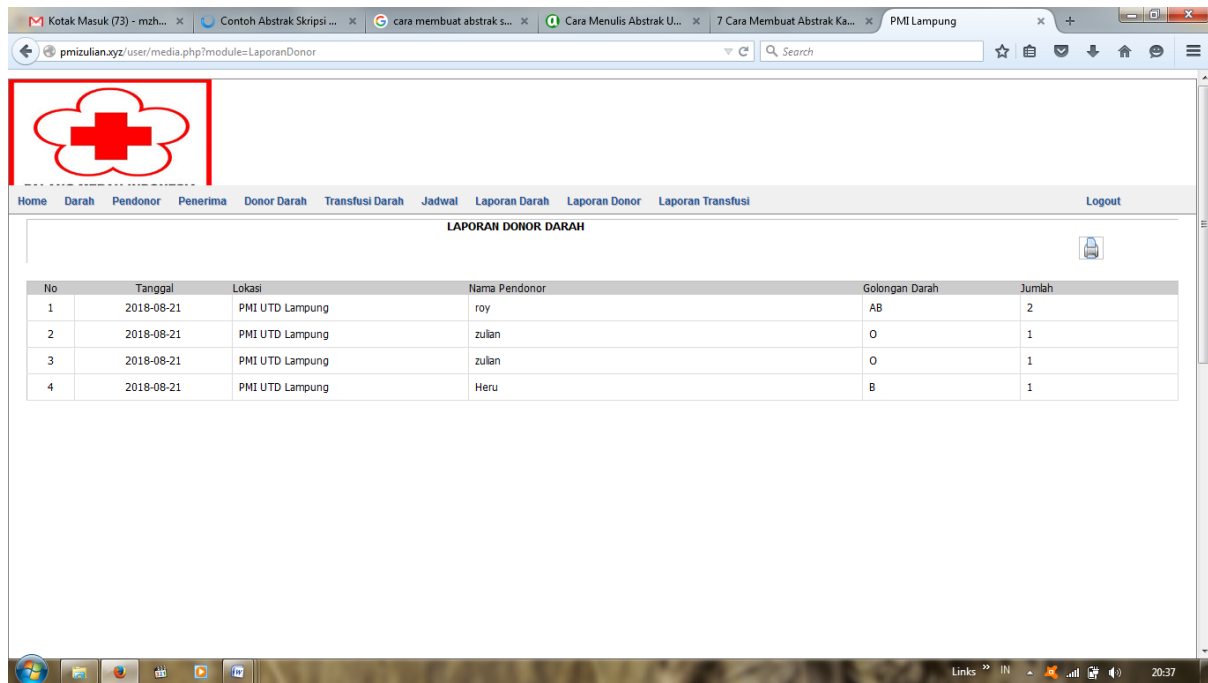 Kotak Masuk (73) - mzh... Contoh Abstrak Skripsi ... cara membuat abstrak s... Cara Menulis Abstrak U... 7 Cara Membuat Abstrak Ka... PMI Lampung
pmizulian.xyz/user/media.php?module=LaporanDonor Search
Home Darah Pendonor Penerima Donor Darah Transfusi Darah Jadwal Laporan Darah Laporan Donor Laporan Transfusi Logout
LAPORAN DONOR DARAH
No Tanggal Lokasi Nama Pendonor Golongan Darah Jumlah
1 2018-08-21 PMI UTD Lampung roy AB 2
2 2018-08-21 PMI UTD Lampung zulian O 1
3 2018-08-21 PMI UTD Lampung zulian O 1
4 2018-08-21 PMI UTD Lampung Heru B 1
Links IN 20:37